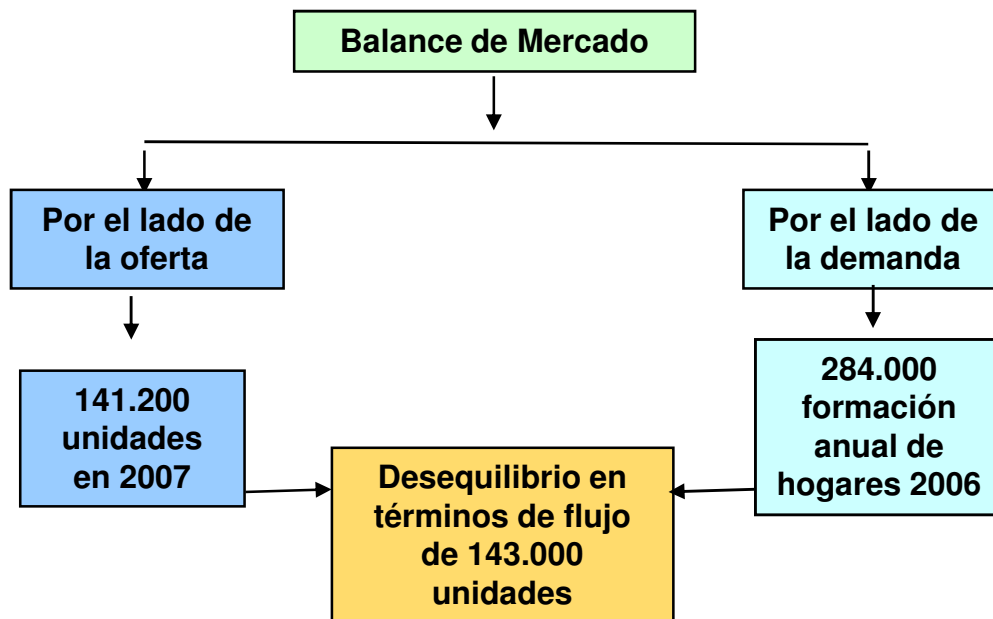 Balance de Mercado
Por el lado de
la oferta
Por el lado de
la demanda
141.200
unidades
en 2007
284.000
formación
anual de
hogares 2006
Desequilibrio en
términos de flujo
de 143.000
unidades